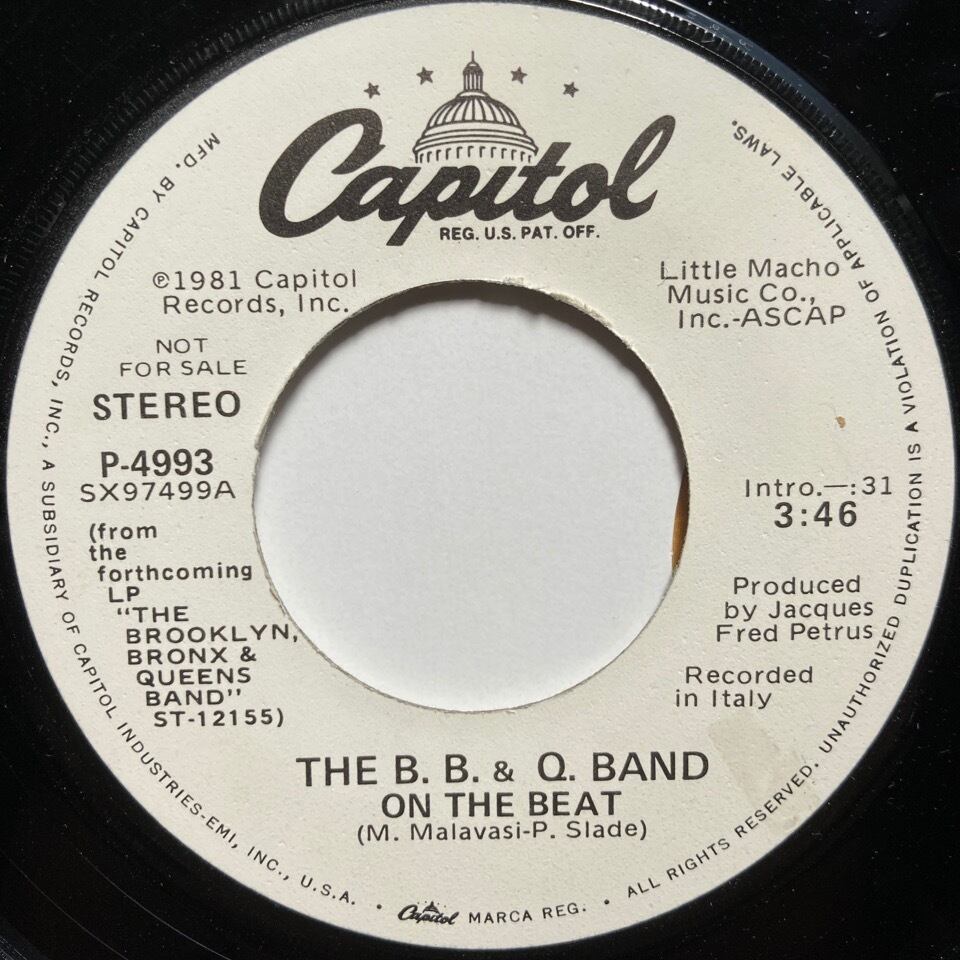 Capitol
REG. U.S. PAT. OFF.
℗1981 Capitol
Records, Inc.
NOT
FOR SALE
STEREO
P-4993
SX97499A
(from
the
forthcoming
LP
"THE
BROOKLYN,
BRONX &
QUEENS
BAND"
ST-12155)
Little Macho
Music Co.,
Inc.-ASCAP
Intro.—:31
3:46
Produced
by Jacques
Fred Petrus
Recorded
in Italy
THE B. B. & Q. BAND
ON THE BEAT
(M. Malavasi-P. Slade)
MFD. BY CAPITOL RECORDS, INC., A SUBSIDIARY OF CAPITOL INDUSTRIES-EMI, INC., U.S.A. • Capitol MARCA REG. • ALL RIGHTS RESERVED. UNAUTHORIZED DUPLICATION IS A VIOLATION OF APPLICABLE LAWS.